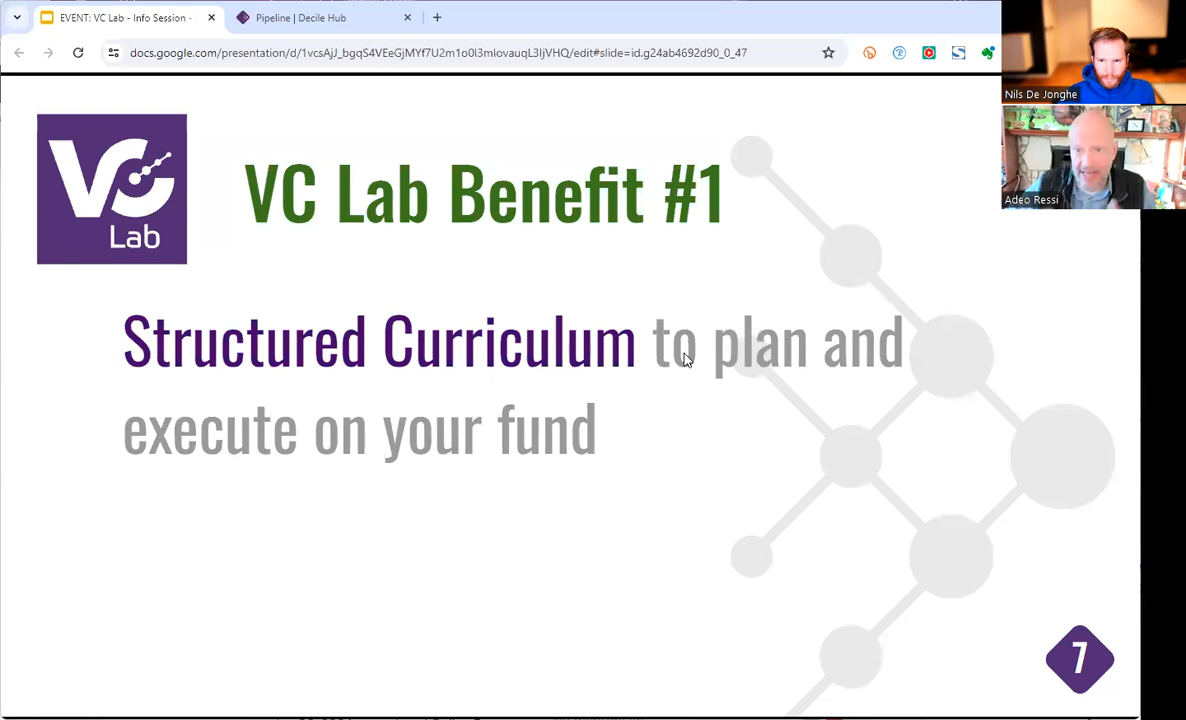 EVENT: VC Lab - Info Session -
Pipeline | Decile Hub
docs.google.com/presentation/d/1vcsAjJ_bgqS4VEeGjMYf7U2m1o0I3mIovauqL3IjVHQ/edit#slide=id.g24ab4692d90_0_47
Nils De Jonghe
Adeo Ressi
VC
Lab
VC Lab Benefit #1
Structured Curriculum to plan and
execute on your fund
7